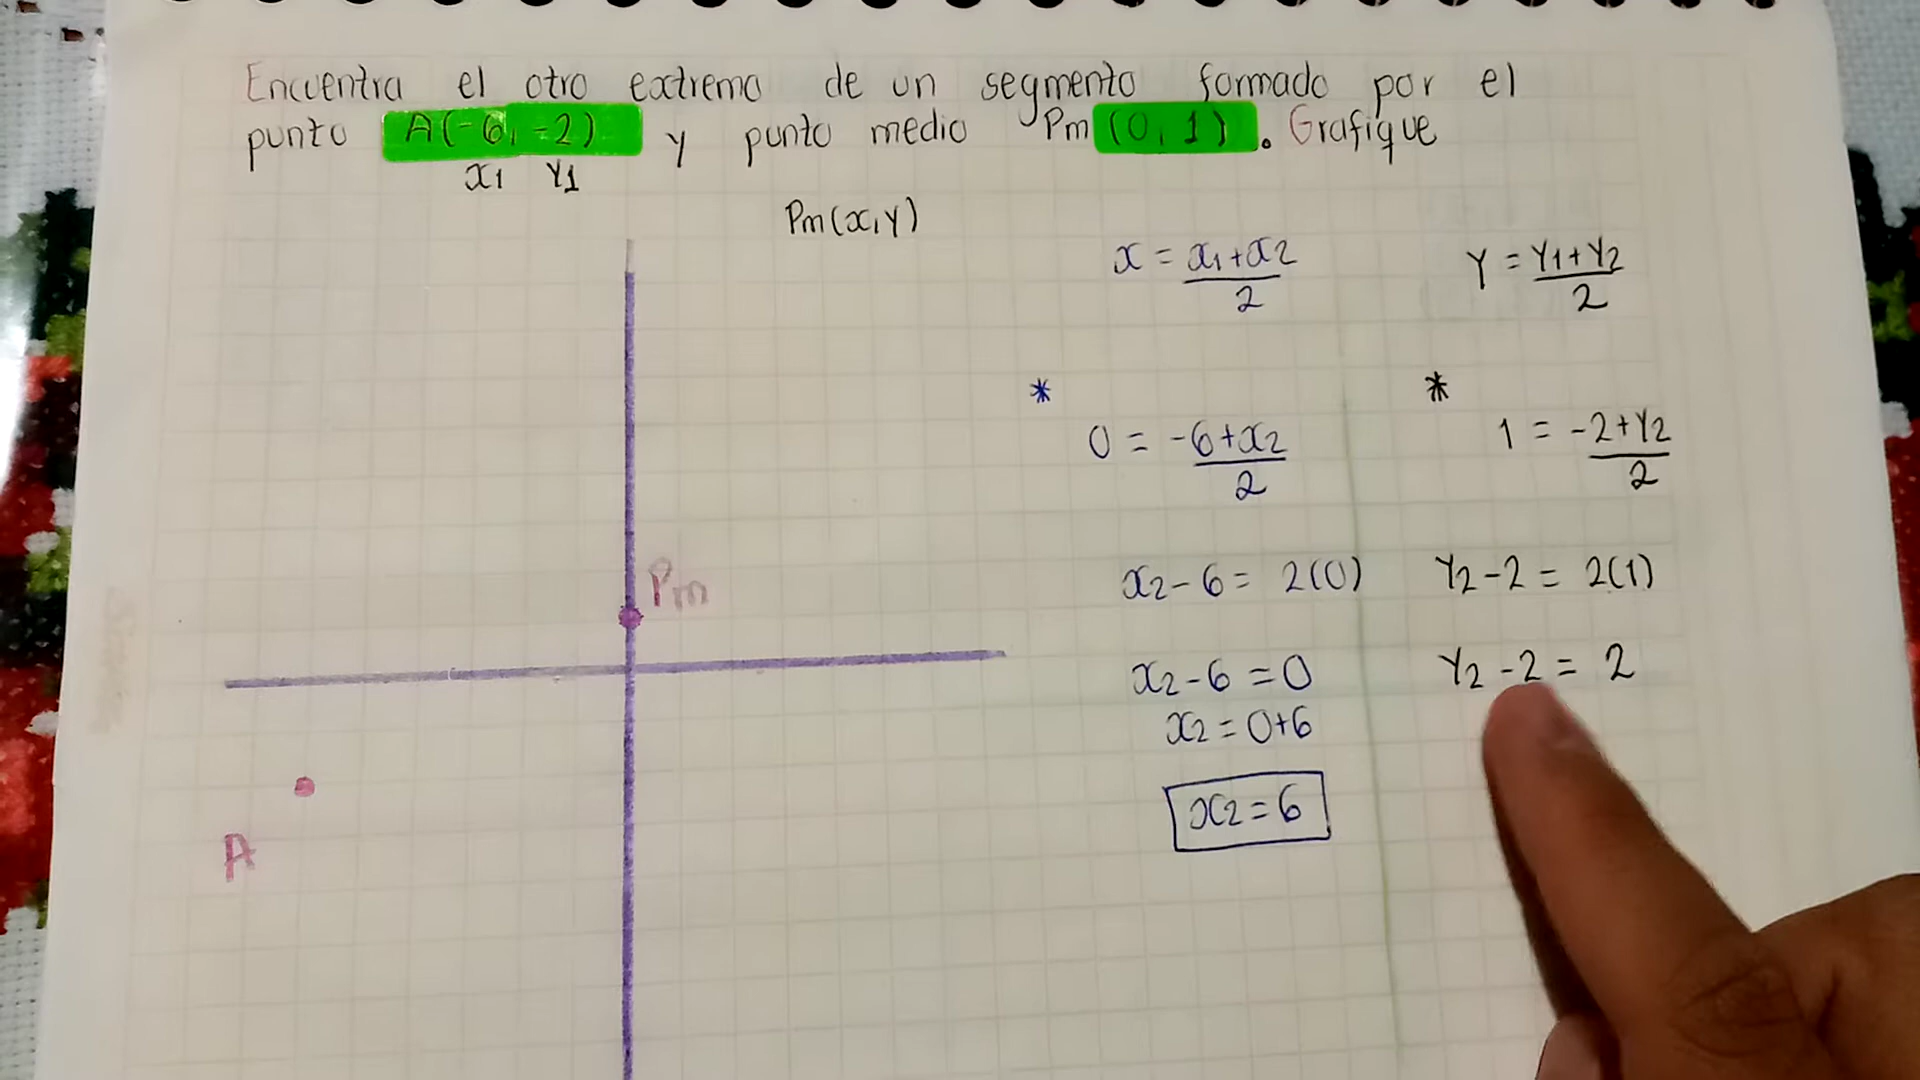 Encuentra el otro extremo de un segmento formado por el
punto A(-6, -2) y punto medio Pm (0, 1). Grafique
x1 Y1
Pm(x,y)
x = x1+x2
2
Y = Y1+Y2
2
*
0 = -6+x2
2
x2-6= 2(0)
x2-6=0
x2=0+6
x2=6
*
1 = -2+Y2
2
Y2-2= 2(1)
Y2-2= 2
Pm
A